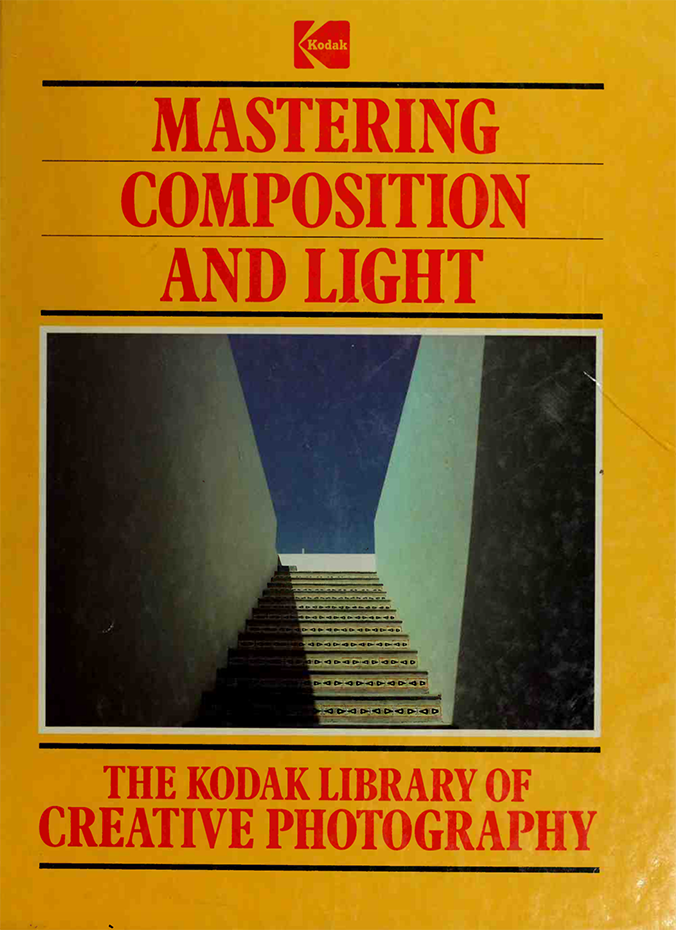 Kodak
MASTERING
COMPOSITION
AND LIGHT
THE KODAK LIBRARY OF
CREATIVE PHOTOGRAPHY